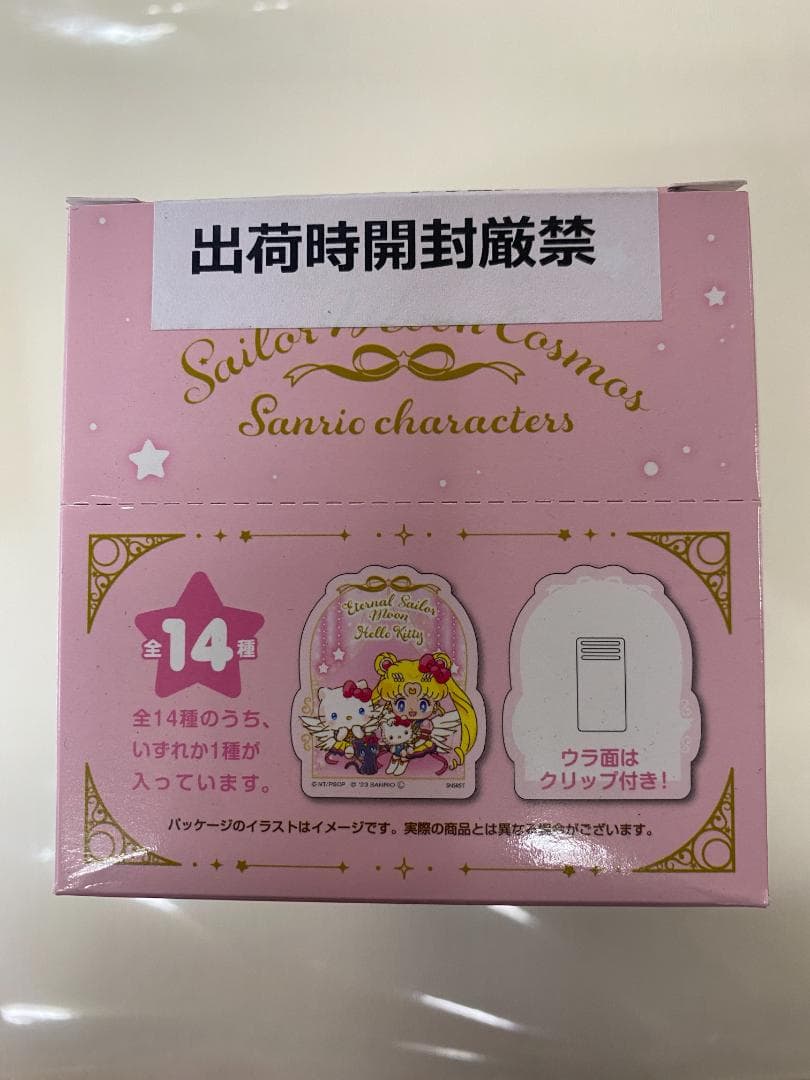 出荷時開封厳禁
Sailor Moon Cosmos
Sanrio characters
全14種
全14種のうち、
いずれか1種が
入っています。
Eternal Sailor
Moon
Hello Kitty
©NT/PSOP © '23 SANRIO Ⓛ
ウラ面は
クリップ付き!
パッケージのイラストはイメージです。実際の商品とは異なる場合がございます。